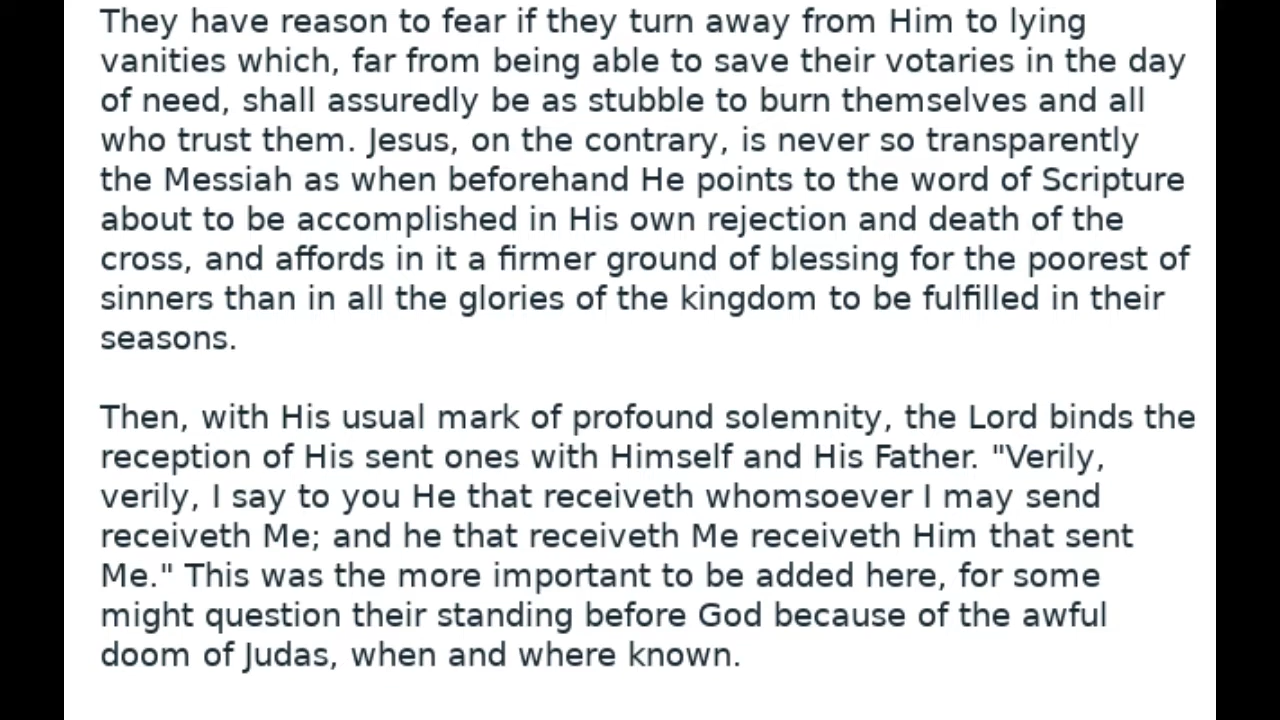 They have reason to fear if they turn away from Him to lying
vanities which, far from being able to save their votaries in the day
of need, shall assuredly be as stubble to burn themselves and all
who trust them. Jesus, on the contrary, is never so transparently
the Messiah as when beforehand He points to the word of Scripture
about to be accomplished in His own rejection and death of the
cross, and affords in it a firmer ground of blessing for the poorest of
sinners than in all the glories of the kingdom to be fulfilled in their
seasons.
Then, with His usual mark of profound solemnity, the Lord binds the
reception of His sent ones with Himself and His Father. "Verily,
verily, I say to you He that receiveth whomsoever I may send
receiveth Me; and he that receiveth Me receiveth Him that sent
Me." This was the more important to be added here, for some
might question their standing before God because of the awful
doom of Judas, when and where known.